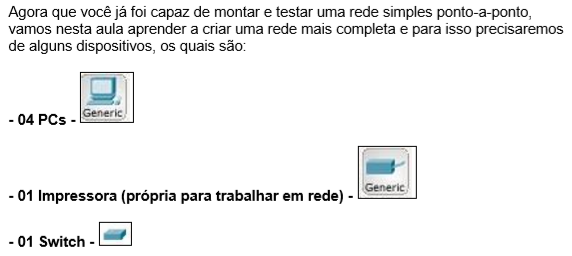 Agora que você já foi capaz de montar e testar uma rede simples ponto-a-ponto,
vamos nesta aula aprender a criar uma rede mais completa e para isso precisaremos
de alguns dispositivos, os quais são:
- 04 PCs - Generic
- 01 Impressora (própria para trabalhar em rede) - Generic
- 01 Switch -